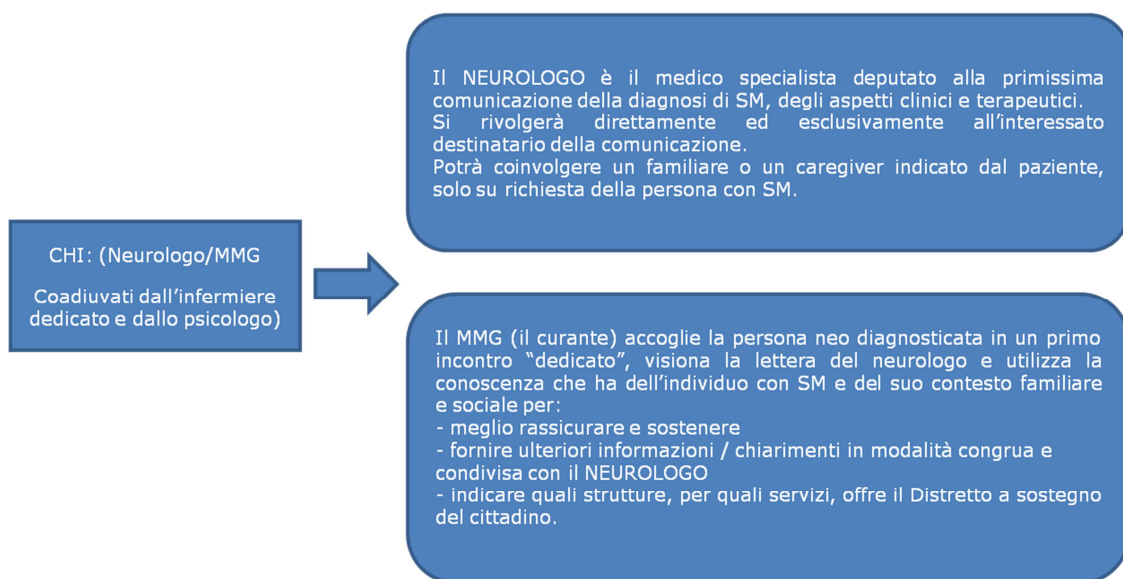 CHI: (Neurologo/MMG
Coadiuvati dall'infermiere
dedicato e dallo psicologo)
Il NEUROLOGO è il medico specialista deputato alla primissima
comunicazione della diagnosi di SM, degli aspetti clinici e terapeutici.
Si rivolgerà direttamente ed esclusivamente all'interessato
destinatario della comunicazione.
Potrà coinvolgere un familiare o un caregiver indicato dal paziente,
solo su richiesta della persona con SM.
Il MMG (il curante) accoglie la persona neo diagnosticata in un primo
incontro “dedicato”, visiona la lettera del neurologo e utilizza la
conoscenza che ha dell'individuo con SM e del suo contesto familiare
e sociale per:
- meglio rassicurare e sostenere
- fornire ulteriori informazioni / chiarimenti in modalità congrua e
condivisa con il NEUROLOGO
- indicare quali strutture, per quali servizi, offre il Distretto a sostegno
del cittadino.